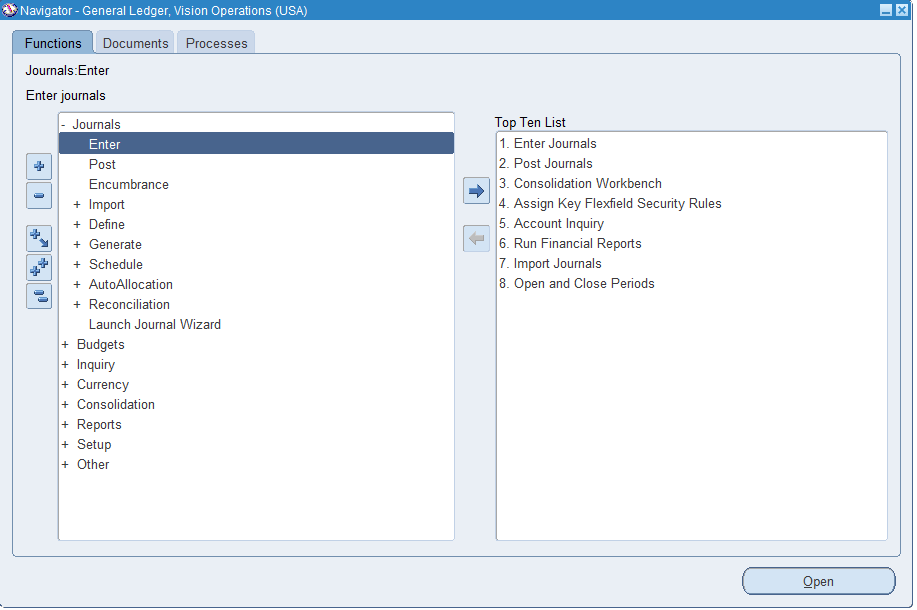 Navigator - General Ledger, Vision Operations (USA)
Functions Documents Processes
Journals:Enter
Enter journals
- Journals
Enter
Post
Encumbrance
+ Import
+ Define
+ Generate
+ Schedule
+ AutoAllocation
+ Reconciliation
Launch Journal Wizard
+ Budgets
+ Inquiry
+ Currency
+ Consolidation
+ Reports
+ Setup
+ Other
Top Ten List
1. Enter Journals
2. Post Journals
3. Consolidation Workbench
4. Assign Key Flexfield Security Rules
5. Account Inquiry
6. Run Financial Reports
7. Import Journals
8. Open and Close Periods
Open